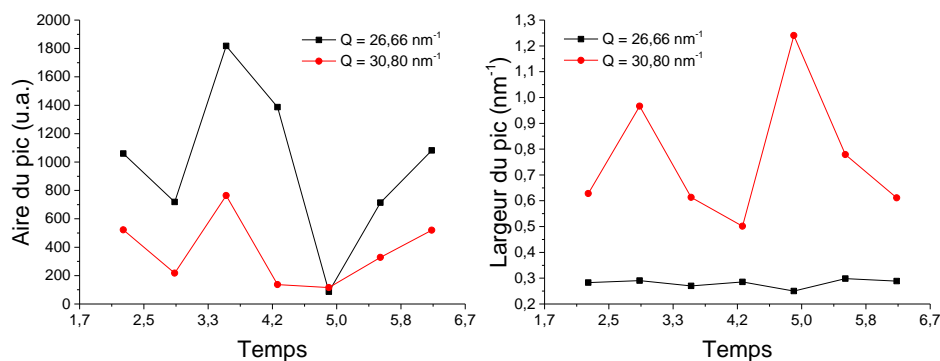 Aire du pic (u.a.)
2000
1800
1600
1400
1200
1000
800
600
400
200
0
Q = 26,66 nm⁻¹
Q = 30,80 nm⁻¹
1,7 2,5 3,3 4,2 5,0 5,8 6,7
Temps
Largeur du pic (nm⁻¹)
1,3
1,2
1,1
1,0
0,9
0,8
0,7
0,6
0,5
0,4
0,3
0,2
Q = 26,66 nm⁻¹
Q = 30,80 nm⁻¹
1,7 2,5 3,3 4,2 5,0 5,8 6,7
Temps